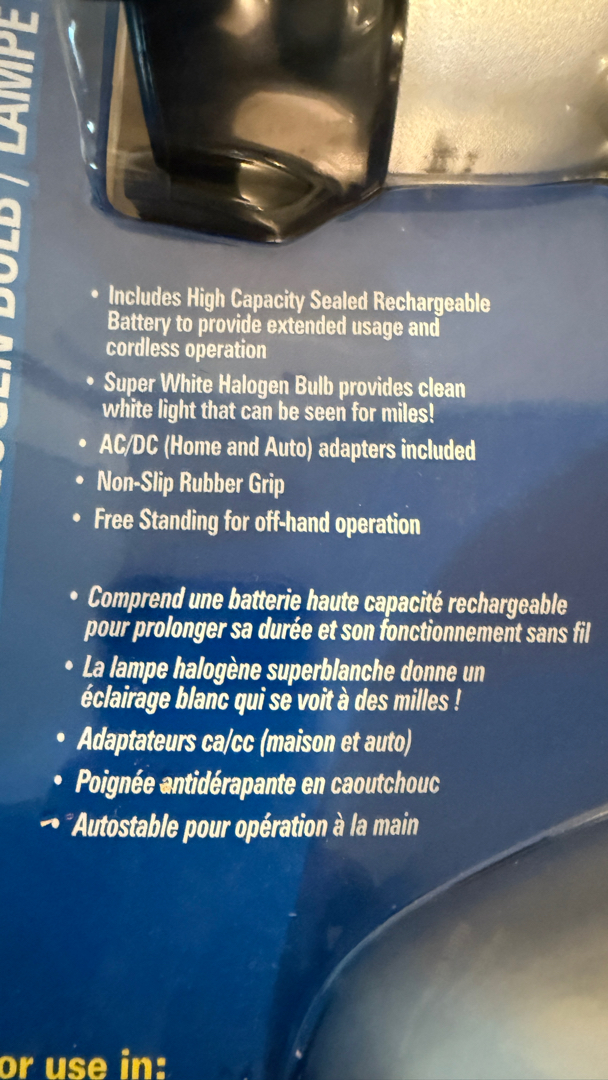 LAMPE
BULB /
• Includes High Capacity Sealed Rechargeable
Battery to provide extended usage and
cordless operation
• Super White Halogen Bulb provides clean
white light that can be seen for miles!
• AC/DC (Home and Auto) adapters included
• Non-Slip Rubber Grip
• Free Standing for off-hand operation
• Comprend une batterie haute capacité rechargeable
pour prolonger sa durée et son fonctionnement sans fil
• La lampe halogène superblanche donne un
éclairage blanc qui se voit à des milles !
• Adaptateurs ca/cc (maison et auto)
• Poignée antidérapante en caoutchouc
• Autostable pour opération à la main
or use in: